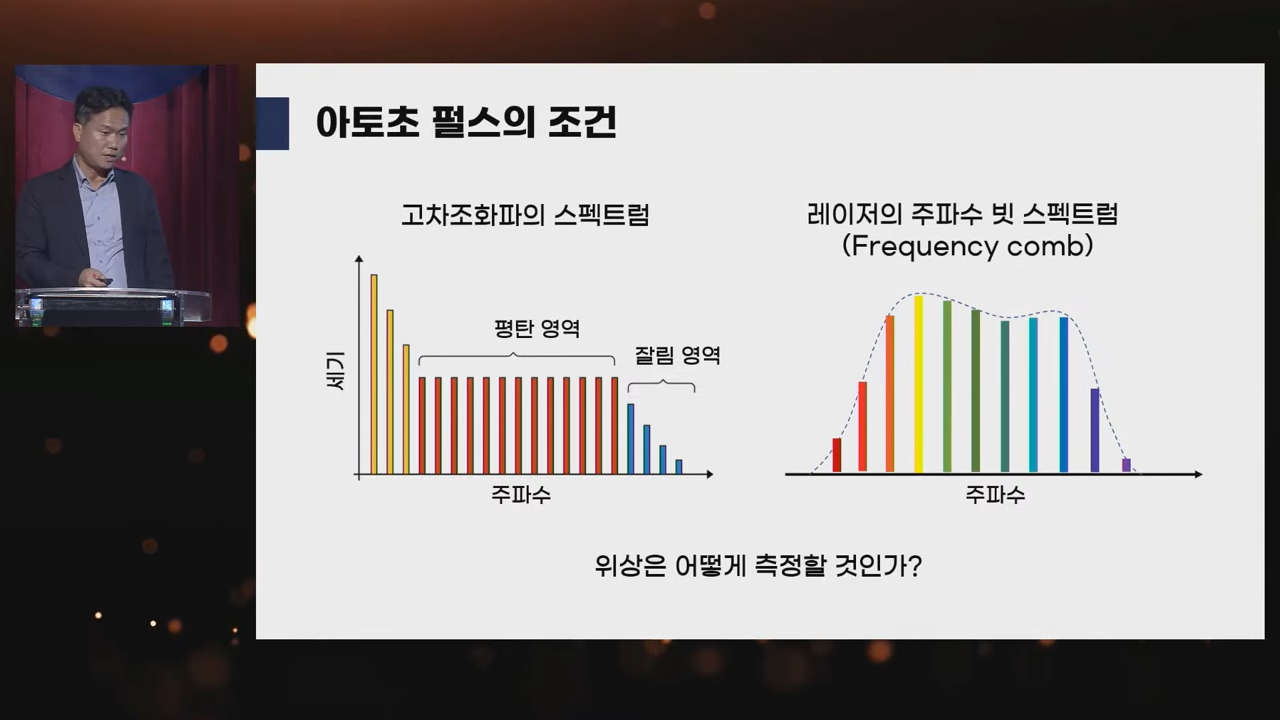 아토초 펄스의 조건
고차조화파의 스펙트럼
세기
평탄 영역
잘림 영역
주파수
레이저의 주파수 빗 스펙트럼
(Frequency comb)
주파수
위상은 어떻게 측정할 것인가?